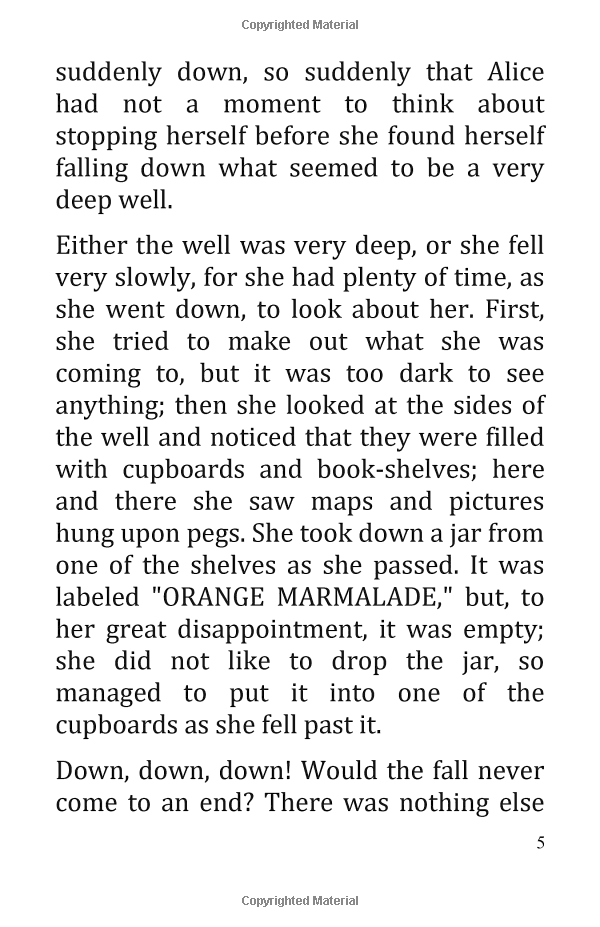 Copyrighted Material
suddenly down, so suddenly that Alice
had not a moment to think about
stopping herself before she found herself
falling down what seemed to be a very
deep well.
Either the well was very deep, or she fell
very slowly, for she had plenty of time, as
she went down, to look about her. First,
she tried to make out what she was
coming to, but it was too dark to see
anything; then she looked at the sides of
the well and noticed that they were filled
with cupboards and book-shelves; here
and there she saw maps and pictures
hung upon pegs. She took down a jar from
one of the shelves as she passed. It was
labeled "ORANGE MARMALADE," but, to
her great disappointment, it was empty;
she did not like to drop the jar, so
managed to put it into one of the
cupboards as she fell past it.
Down, down, down! Would the fall never
come to an end? There was nothing else
5
Copyrighted Material